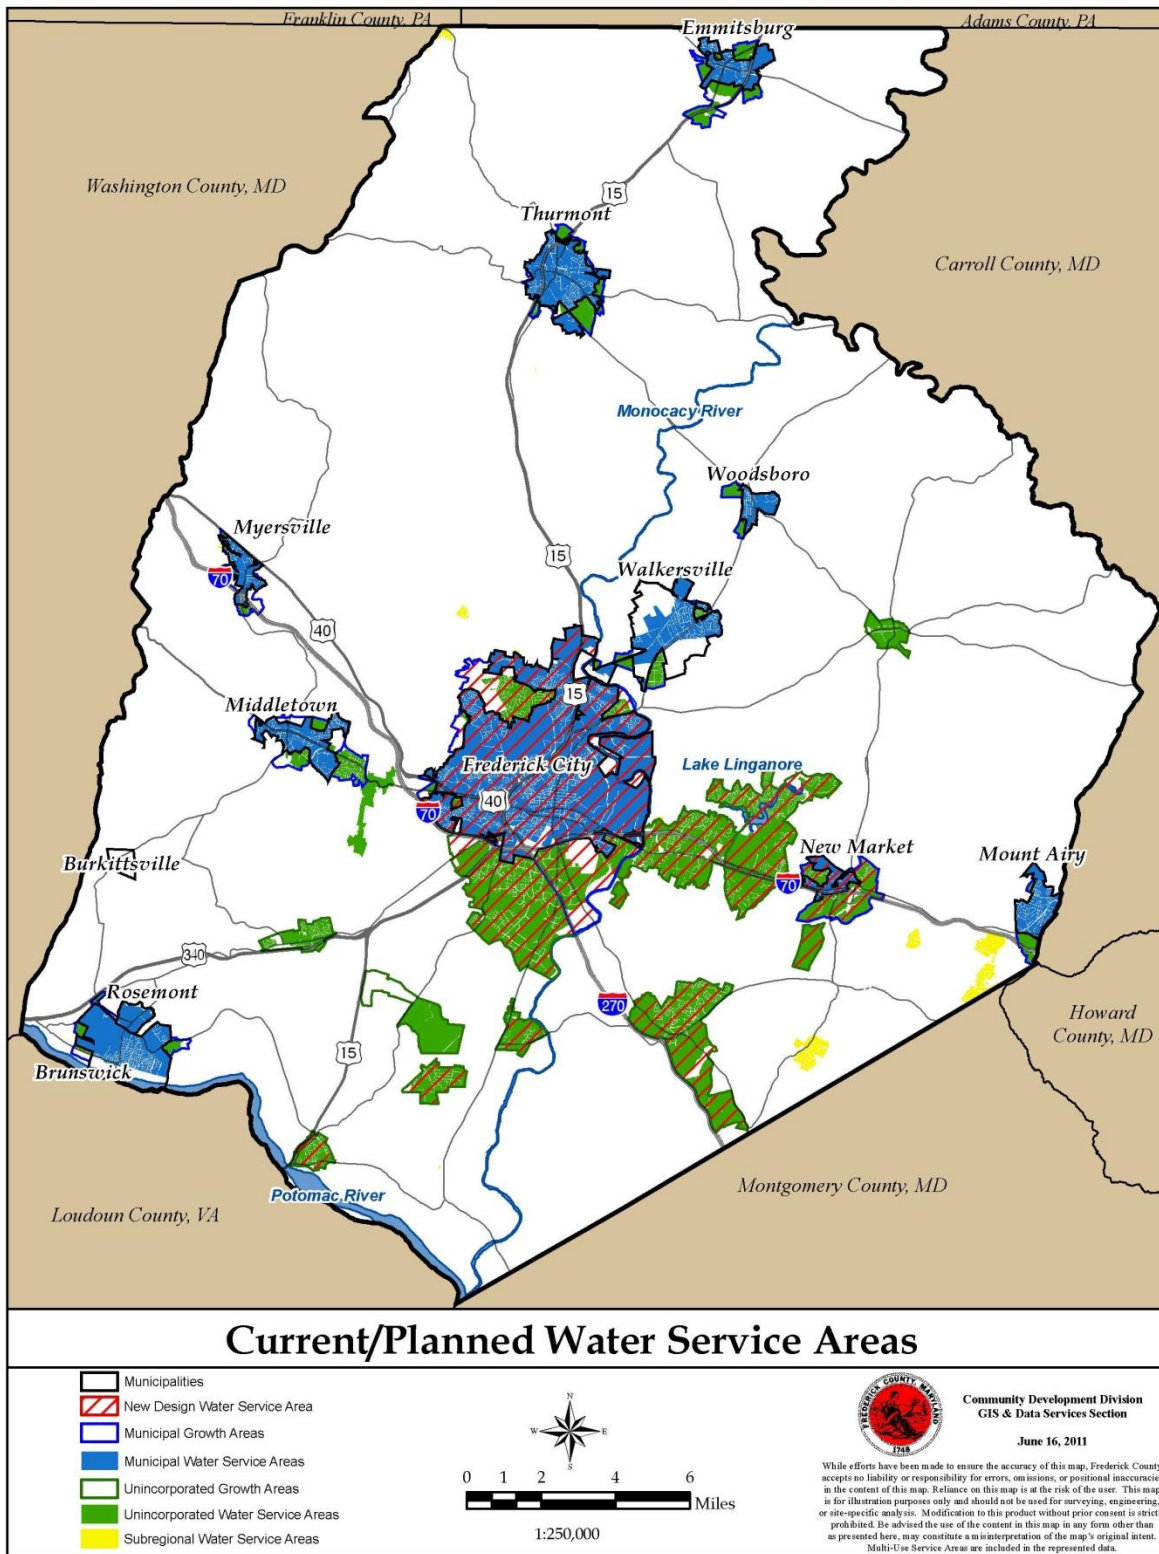 Franklin County, PA
Adams County, PA
Emmitsburg
Washington County, MD
15
Thurmont
Carroll County, MD
Monocacy River
Woodsboro
Myersville
15
Walkersville
70
40
15
Middletown
Frederick City
Lake Linganore
40
70
New Market
Mount Airy
Burkittsville
70
340
Rosemont
270
Howard
County, MD
15
Brunswick
Montgomery County, MD
Potomac River
Loudoun County, VA
Current/Planned Water Service Areas
Municipalities
New Design Water Service Area
Municipal Growth Areas
Municipal Water Service Areas
Unincorporated Growth Areas
Unincorporated Water Service Areas
Subregional Water Service Areas
N
W E
S
0 1 2 4 6
Miles
1:250,000
FREDERICK COUNTY, MARYLAND
1748
Community Development Division
GIS & Data Services Section
June 16, 2011
While efforts have been made to ensure the accuracy of this map, Frederick County
accepts no liability or responsibility for errors, omissions, or positional inaccuracies
in the content of this map. Reliance on this map is at the risk of the user. This map
is for illustration purposes only and should not be used for surveying, engineering,
or site-specific analysis. Modification to this product without prior consent is strictl
prohibited. Be advised the use of the content in this map in any form other than
as presented here, may constitute a misinterpretation of the map's original intent.
Multi-Use Service Areas are included in the represented data.